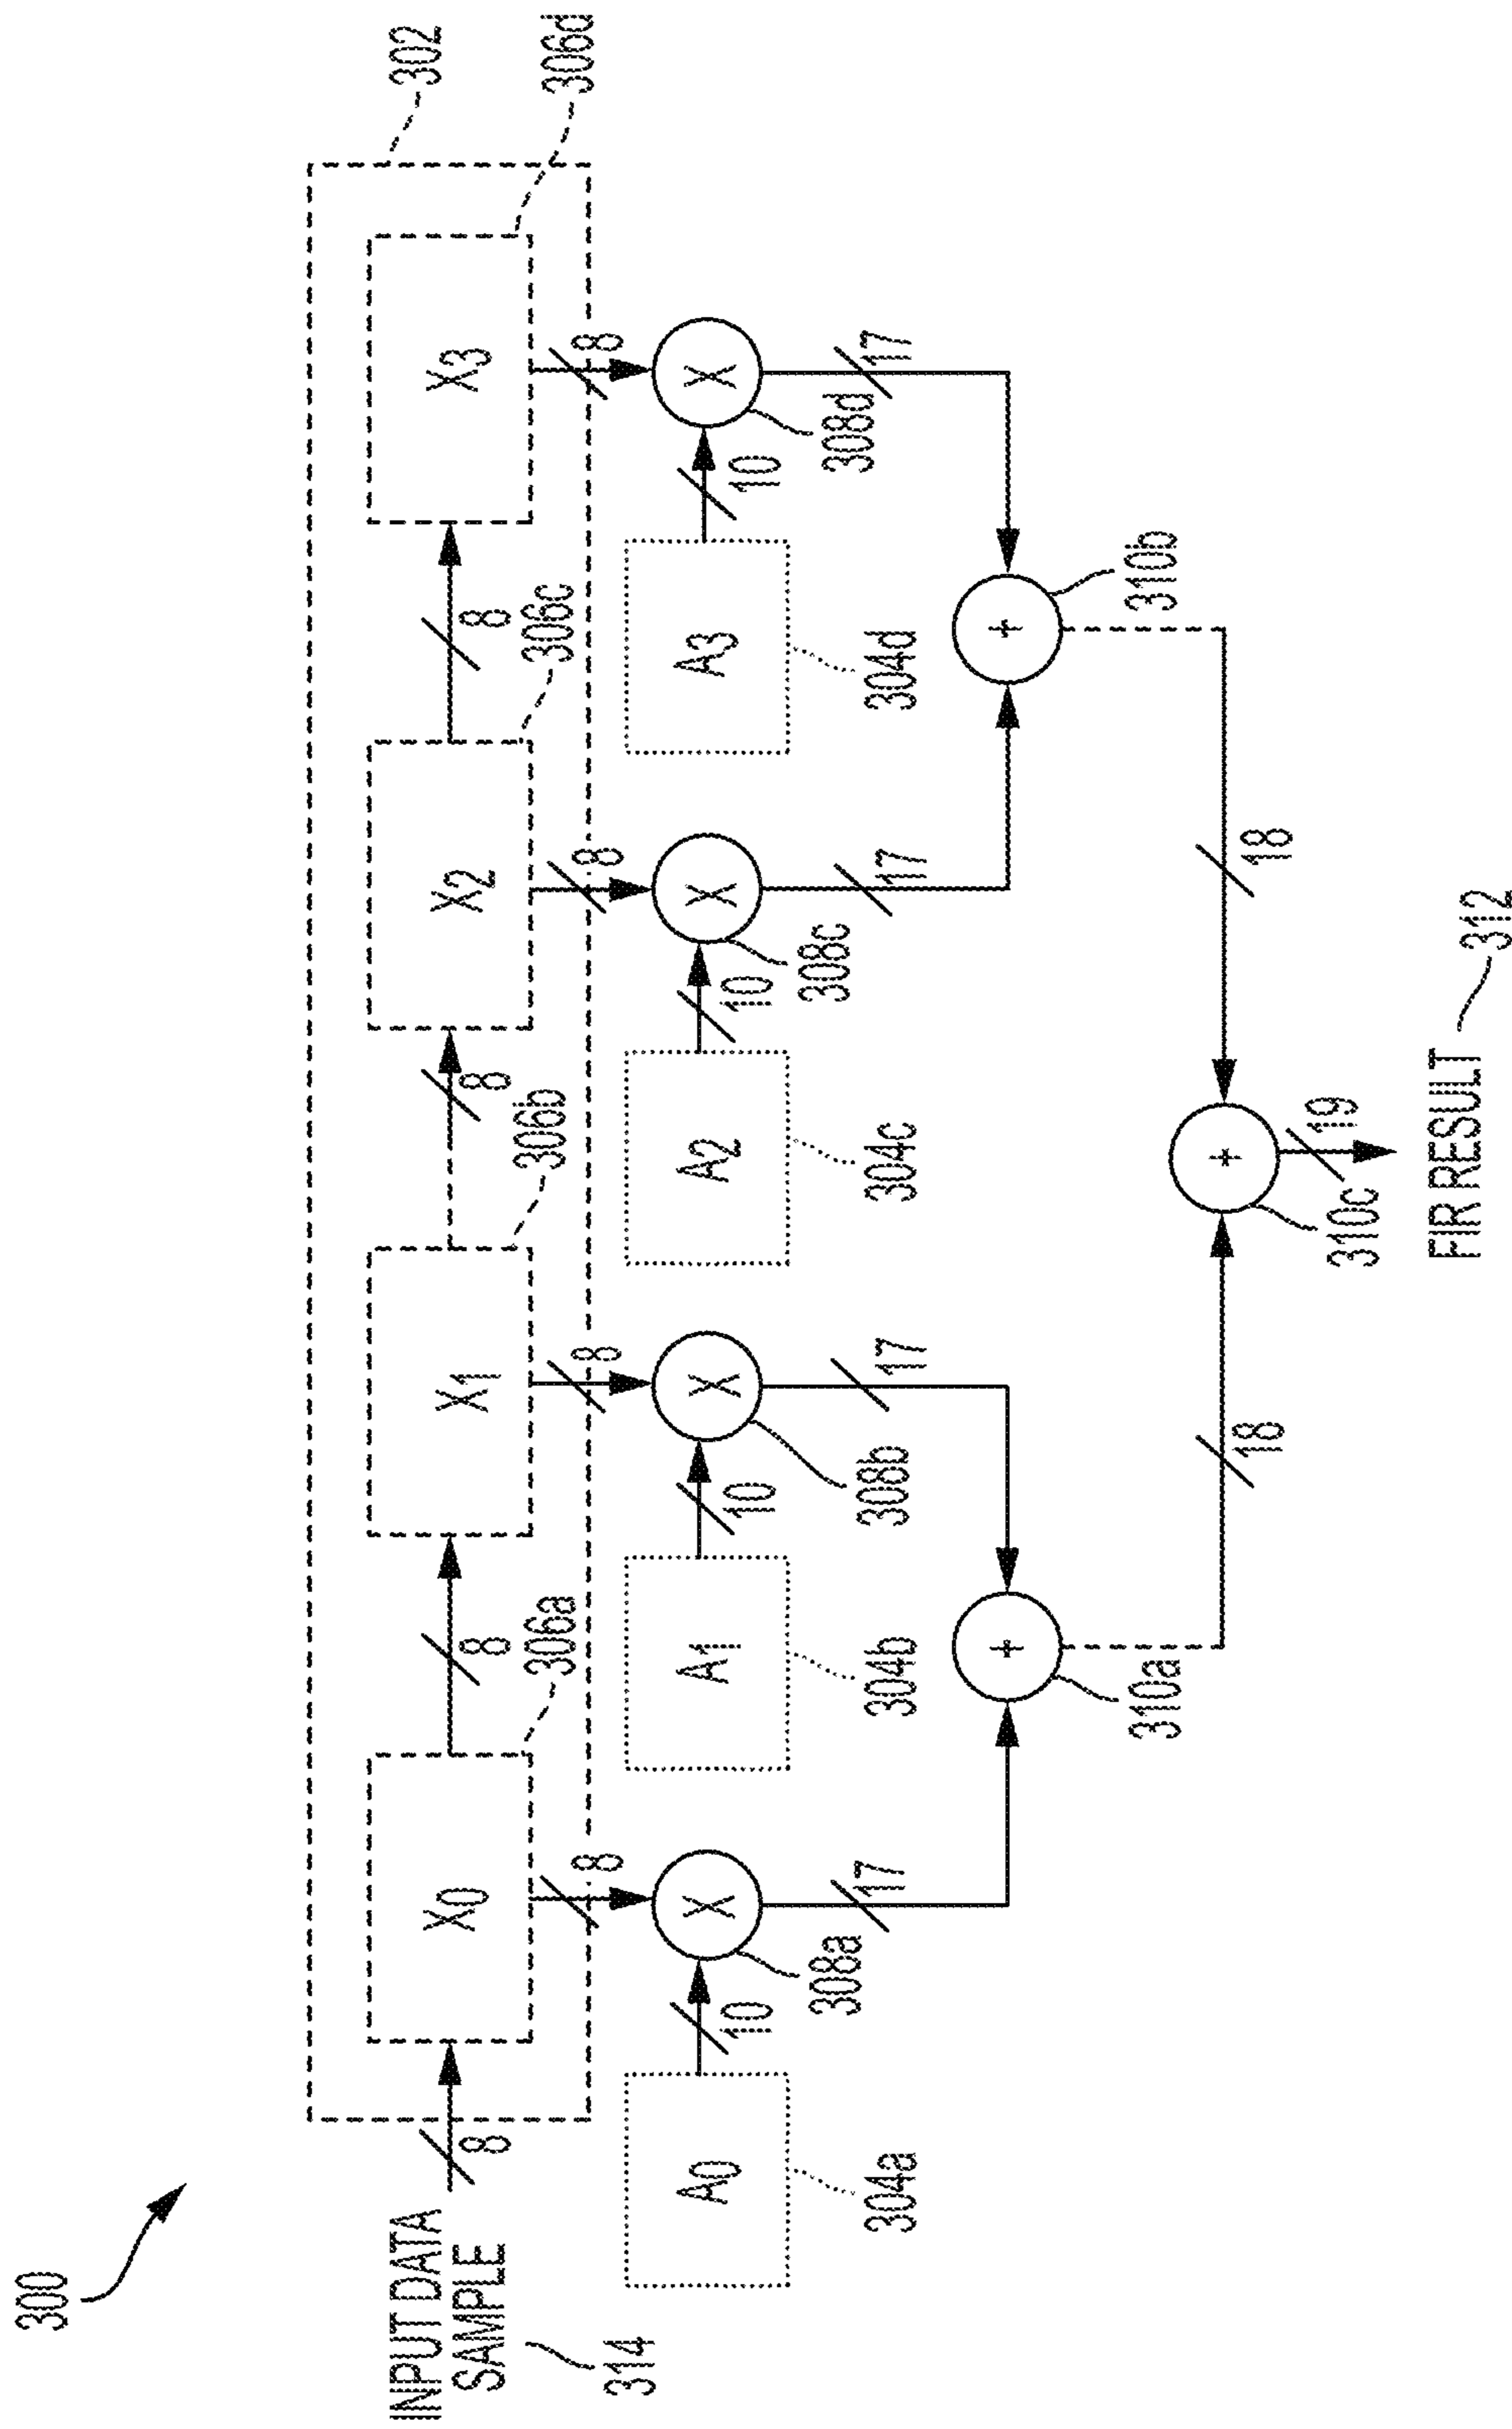 300
302
306d
X3
8
306c
X2
8
306b
X1
8
306a
X0
8
INPUT DATA
SAMPLE
314
8
8
8
8
A0
304a
10
X
308a
A1
304b
10
X
308b
A2
304c
10
X
308c
A3
304d
10
X
308d
17
17
17
17
+
310a
+
310b
18
18
+
310c
19
FIR RESULT
312